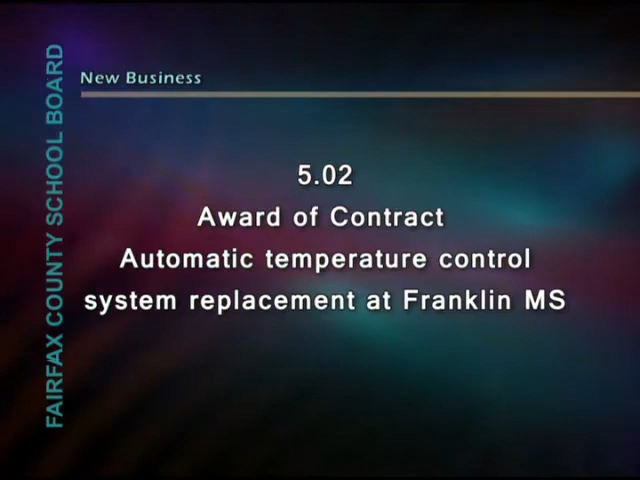 FAIRFAX COUNTY SCHOOL BOARD
New Business
5.02
Award of Contract
Automatic temperature control
system replacement at Franklin MS